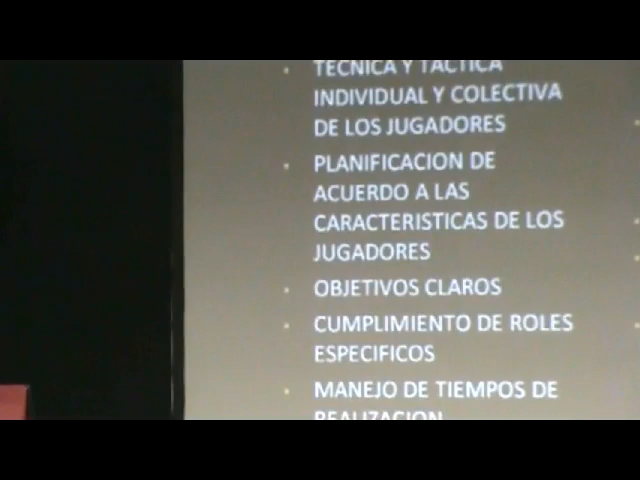 TECNICA Y TACTICA
INDIVIDUAL Y COLECTIVA
DE LOS JUGADORES
PLANIFICACION DE
ACUERDO A LAS
CARACTERISTICAS DE LOS
JUGADORES
OBJETIVOS CLAROS
CUMPLIMIENTO DE ROLES
ESPECIFICOS
MANEJO DE TIEMPOS DE
REALIZACION